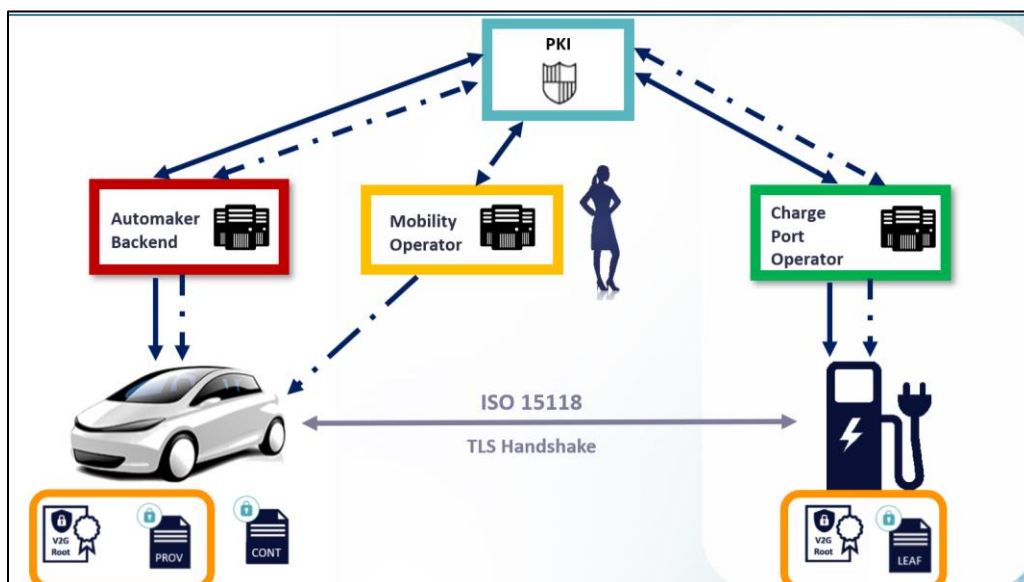 PKI
Automaker
Backend
Mobility
Operator
Charge
Port
Operator
ISO 15118
TLS Handshake
V2G
Root
PROV
CONT
V2G
Root
LEAF